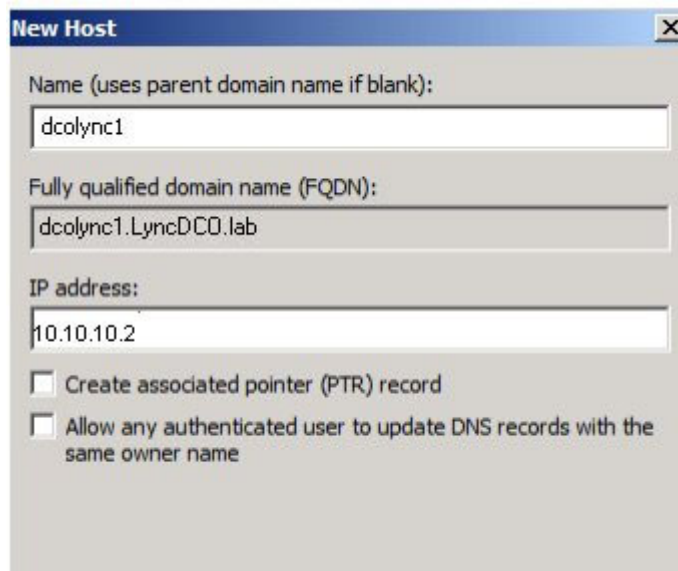 New Host
Name (uses parent domain name if blank):
dcolync1
Fully qualified domain name (FQDN):
dcolync1.LyncDCO.lab
IP address:
10.10.10.2
Create associated pointer (PTR) record
Allow any authenticated user to update DNS records with the
same owner name